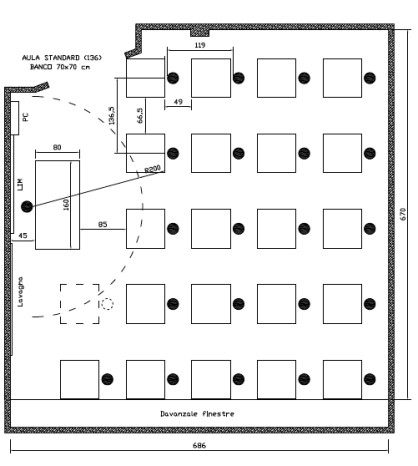 119
AULA STANDARD (136)
BANCO 70x70 cm
49
136,5
66,5
PC
80
R200
LIM
160
85
45
670
Lavagna
Davanzale finestre
686